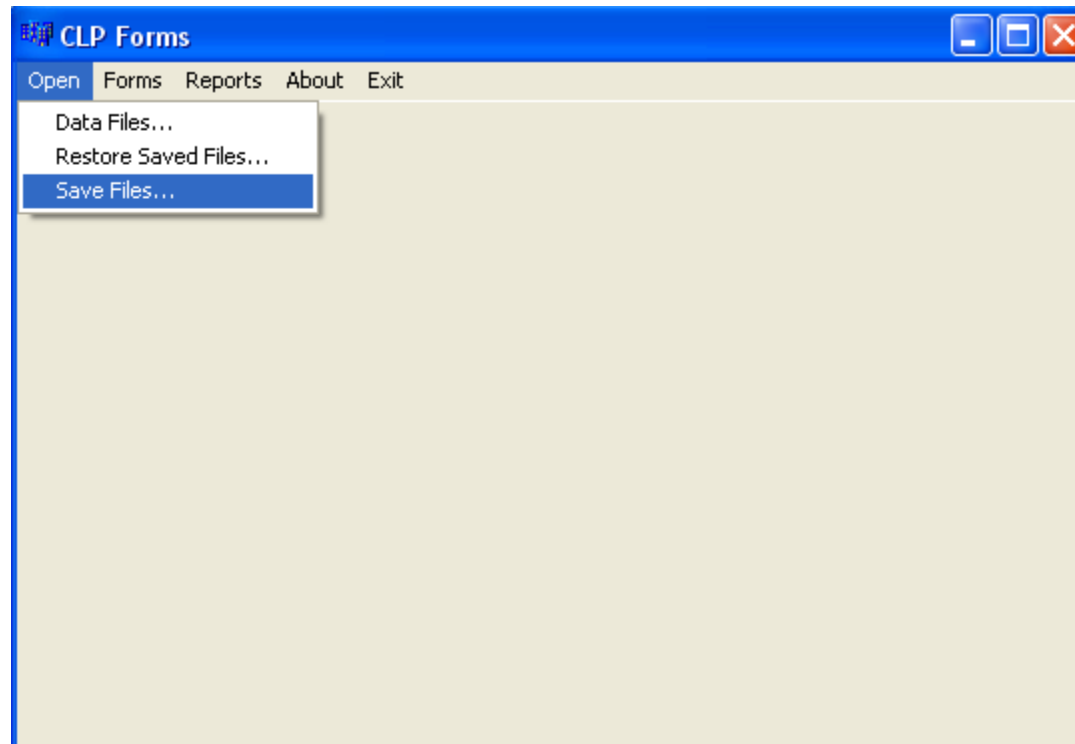 CLP Forms
Open Forms Reports About Exit
Data Files...
Restore Saved Files...
Save Files...